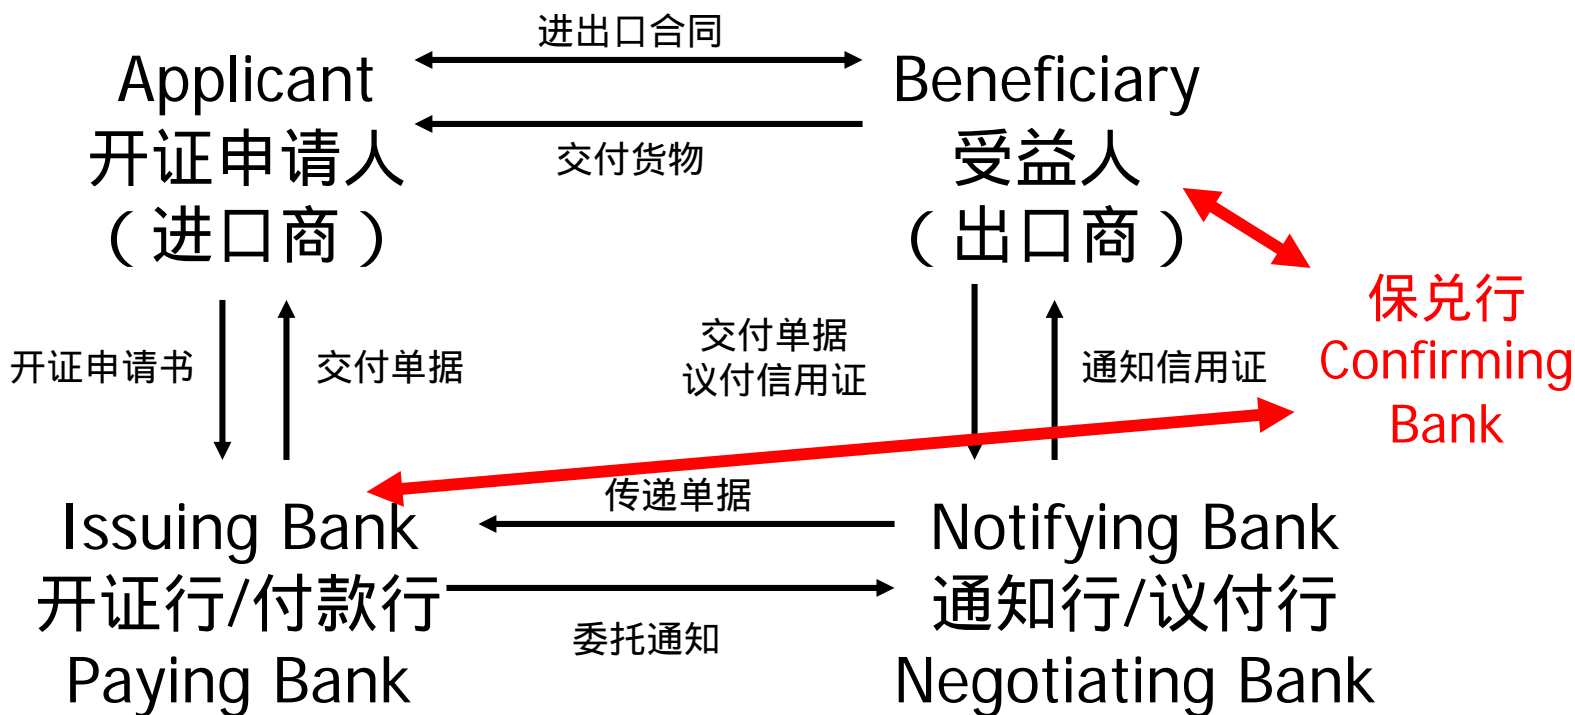 进出口合同
Applicant
开证申请人
（进口商）
Beneficiary
受益人
（出口商）
交付货物
保兑行
Confirming
Bank
开证申请书
交付单据
交付单据
议付信用证
通知信用证
传递单据
Issuing Bank
开证行/付款行
Paying Bank
委托通知
Notifying Bank
通知行/议付行
Negotiating Bank